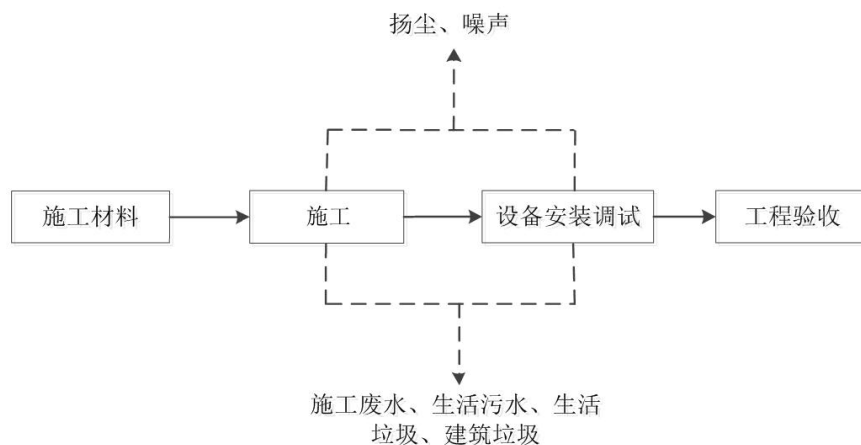 扬尘、噪声
施工材料
施工
设备安装调试
工程验收
施工废水、生活污水、生活
垃圾、建筑垃圾